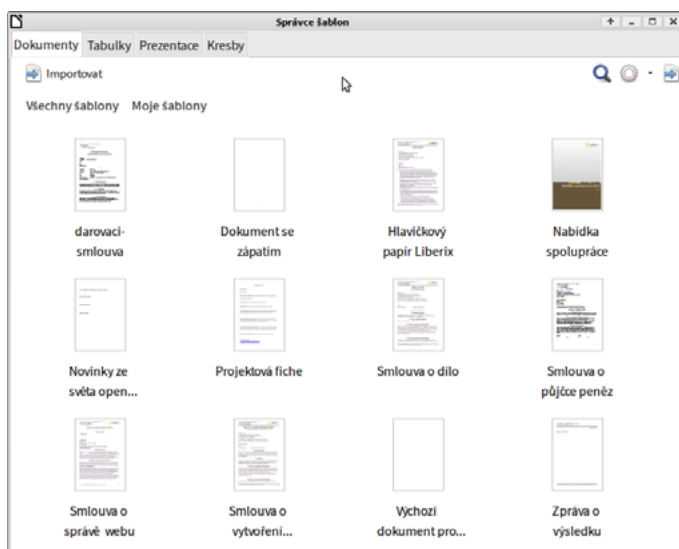 Správce šablon
Dokumenty Tabulky Prezentace Kresby
Importovat
Všechny šablony Moje šablony
darovaci-
smlouva
Dokument se
zápatím
Hlavičkový
papír Liberix
Nabídka
spolupráce
Novinky ze
světa open...
Projektová fiche
Smlouva o dílo
Smlouva o
půjčce peněz
Smlouva o
správě webu
Smlouva o
vytvoření...
Výchozí
dokument pro...
Zpráva o
výsledku